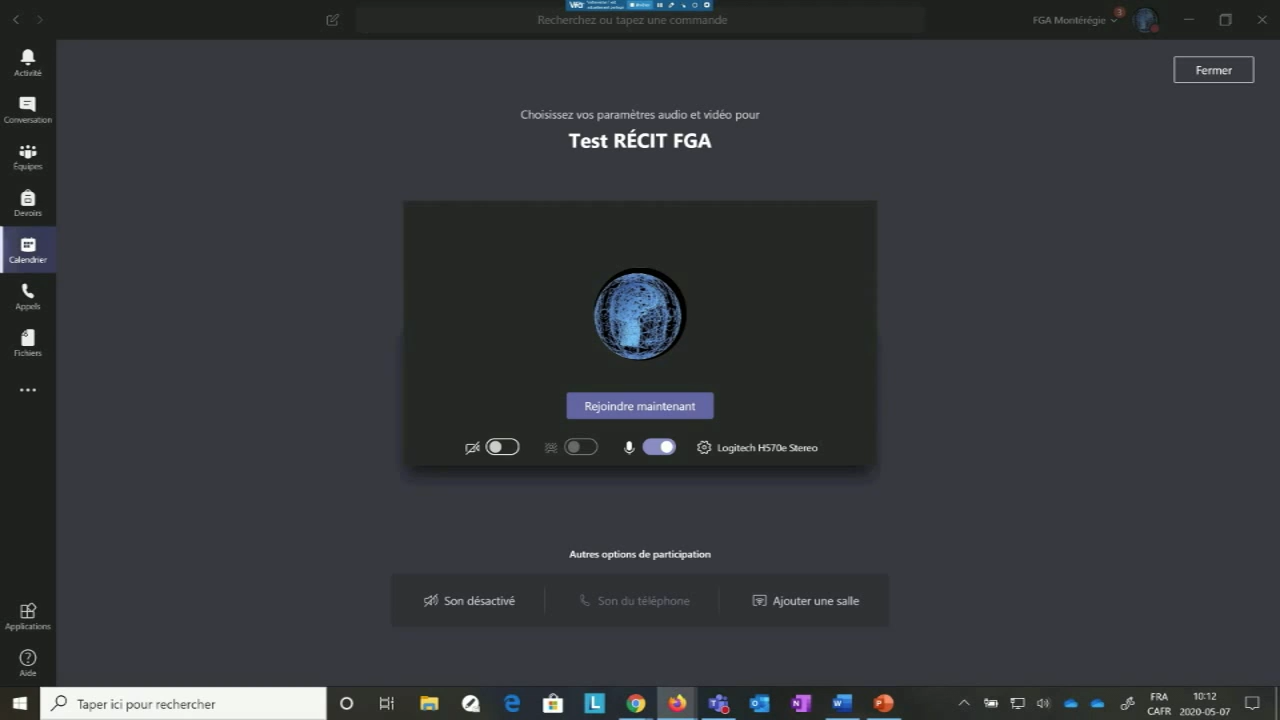 Recherchez ou tapez une commande
FGA Montérégie
3
Activité
Conversation
Équipes
Devoirs
Calendrier
Appels
Fichiers
Applications
Aide
Fermer
Choisissez vos paramètres audio et vidéo pour
Test RÉCIT FGA
Rejoindre maintenant
Logitech H570e Stereo
Autres options de participation
Son désactivé
Son du téléphone
Ajouter une salle
Taper ici pour rechercher
FRA
CAFR
10:12
2020-05-07